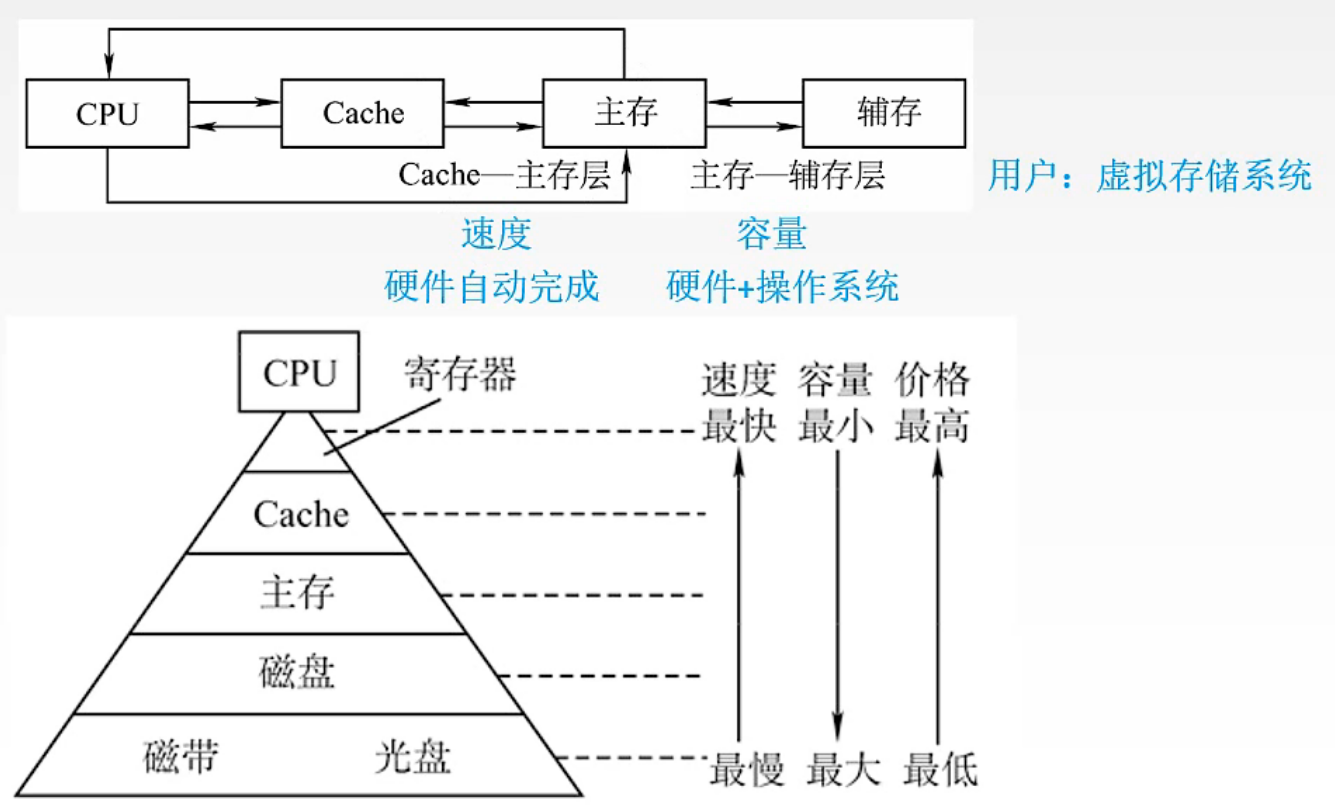 CPU
Cache
主存
辅存
Cache—主存层
主存—辅存层
用户：虚拟存储系统
速度
容量
硬件自动完成
硬件+操作系统
CPU
寄存器
速度 容量 价格
最快 最小 最高
Cache
主存
磁盘
磁带 光盘
最慢 最大 最低